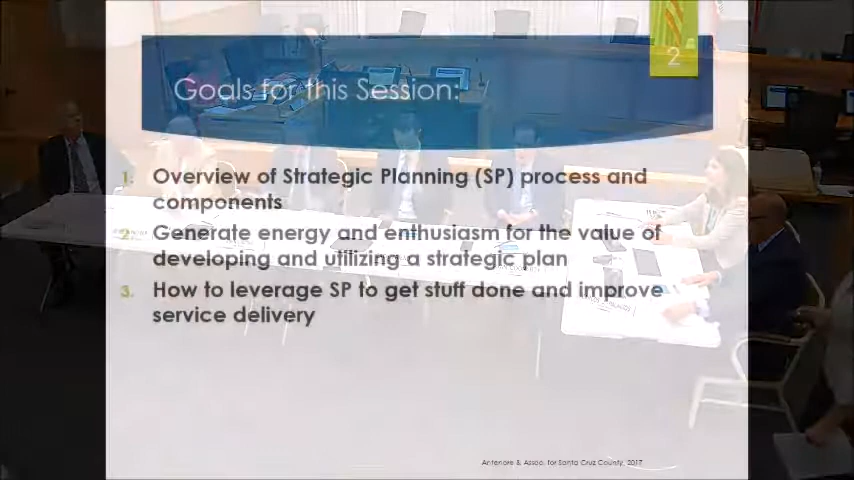 2
Goals for this Session:
1. Overview of Strategic Planning (SP) process and
components
2. Generate energy and enthusiasm for the value of
developing and utilizing a strategic plan
3. How to leverage SP to get stuff done and improve
service delivery
Antenore & Assoc. for Santa Cruz County, 2017